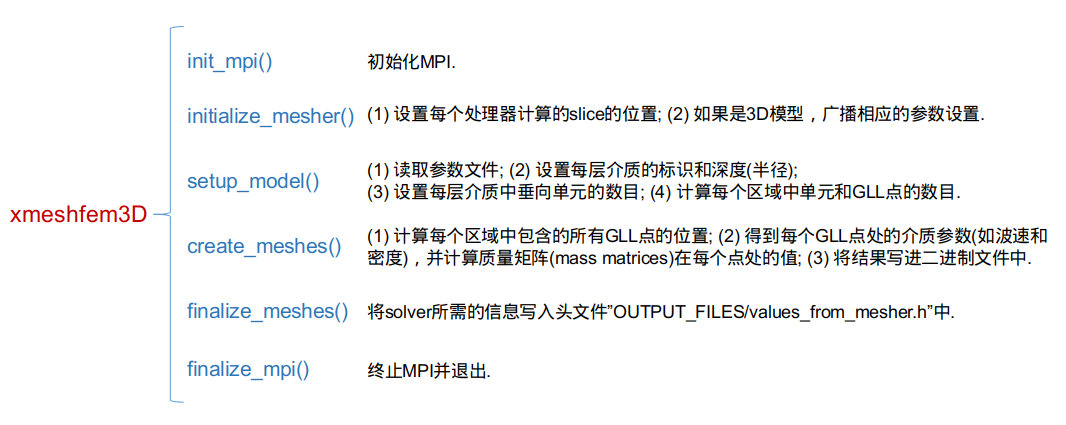 init_mpi() 初始化MPI.
initialize_mesher() (1) 设置每个处理器计算的slice的位置; (2) 如果是3D模型，广播相应的参数设置.
setup_model() (1) 读取参数文件; (2) 设置每层介质的标识和深度(半径);
(3) 设置每层介质中垂向单元的数目; (4) 计算每个区域中单元和GLL点的数目.
xmeshfem3D
create_meshes() (1) 计算每个区域中包含的所有GLL点的位置; (2) 得到每个GLL点处的介质参数(如波速和
密度)，并计算质量矩阵(mass matrices)在每个点处的值; (3) 将结果写进二进制文件中.
finalize_meshes() 将solver所需的信息写入头文件”OUTPUT_FILES/values_from_mesher.h”中.
finalize_mpi() 终止MPI并退出.